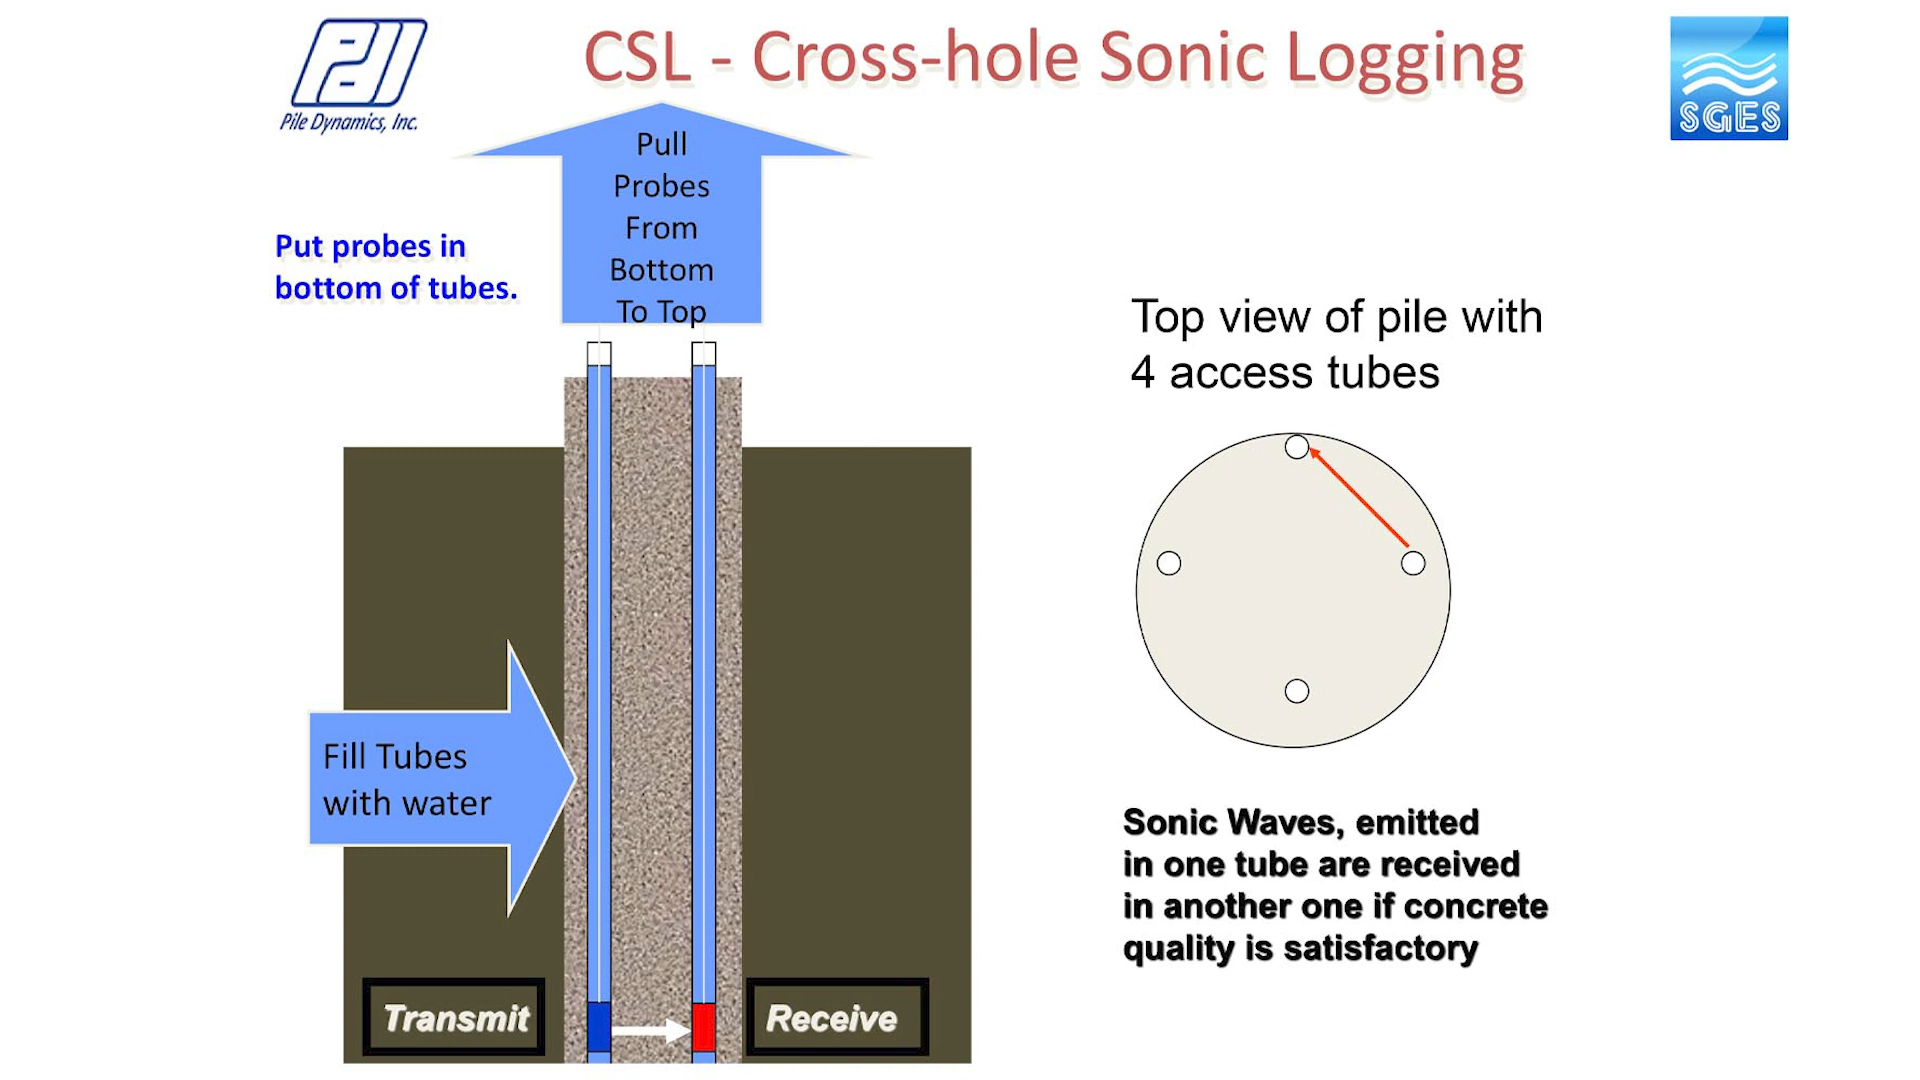 CSL - Cross-hole Sonic Logging
Pile Dynamics, Inc.
SGES
Pull
Probes
From
Bottom
To Top
Put probes in
bottom of tubes.
Top view of pile with
4 access tubes
Fill Tubes
with water
Sonic Waves, emitted
in one tube are received
in another one if concrete
quality is satisfactory
Transmit
Receive